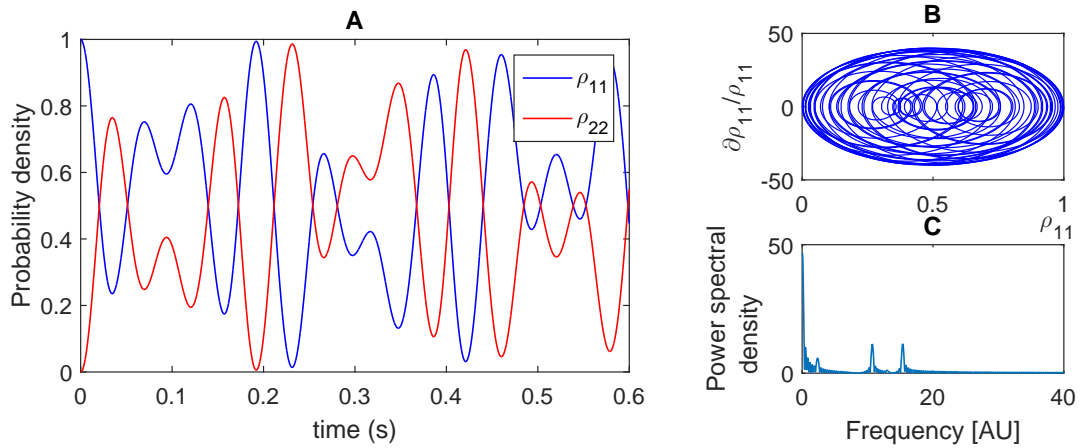 A
Probability density
1
0.8
0.6
0.4
0.2
0
0 0.1 0.2 0.3 0.4 0.5 0.6
time (s)
ρ₁₁
ρ₂₂
B
∂ρ₁₁/ρ₁₁
50
0
-50
0 0.5 1
ρ₁₁
C
Power spectral
density
50
0
0 20 40
Frequency [AU]